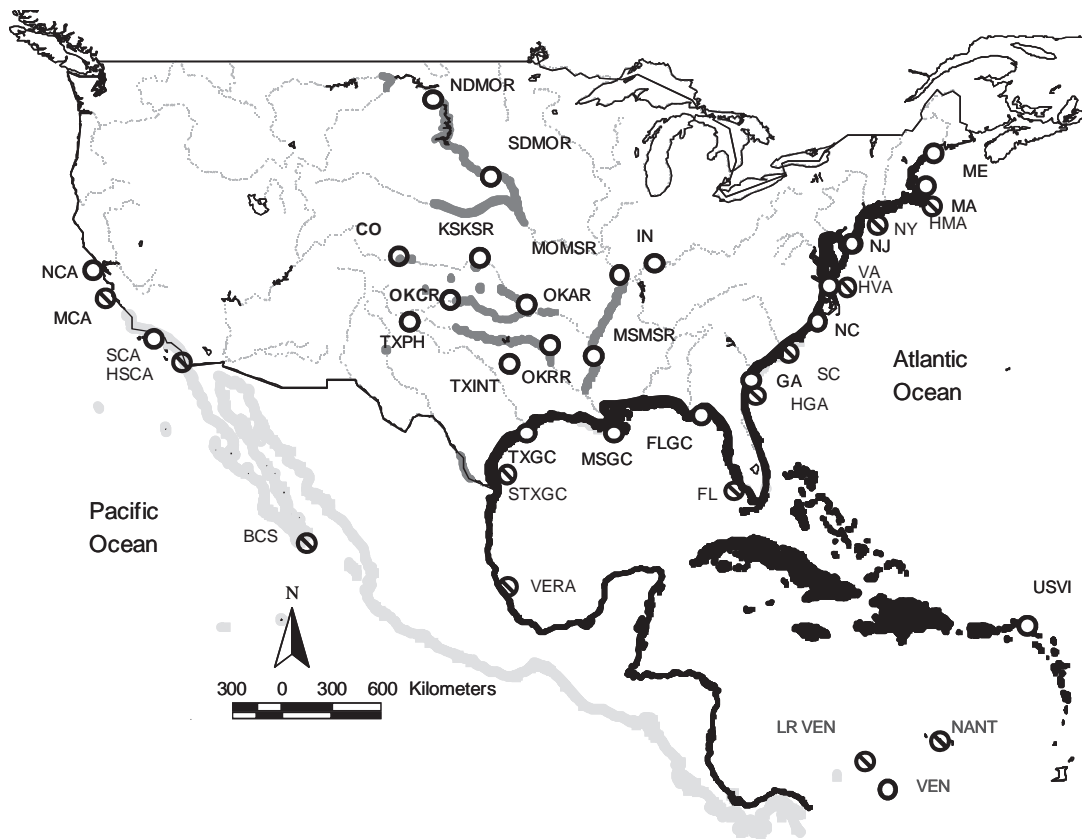 NDMOR
SDMOR
ME
MA
HMA
NY
NJ
CO
KSKSR
MOMSR
IN
VA
HVA
NCA
OKCR
OKAR
MCA
MSMSR
NC
TXPH
SCA
HSCA
TXINT
OKRR
GA
SC
HGA
Atlantic
Ocean
TXGC
MSGC
FLGC
STXGC
FL
Pacific
Ocean
BCS
VERA
USVI
N
300 0 300 600 Kilometers
LR VEN
NANT
VEN